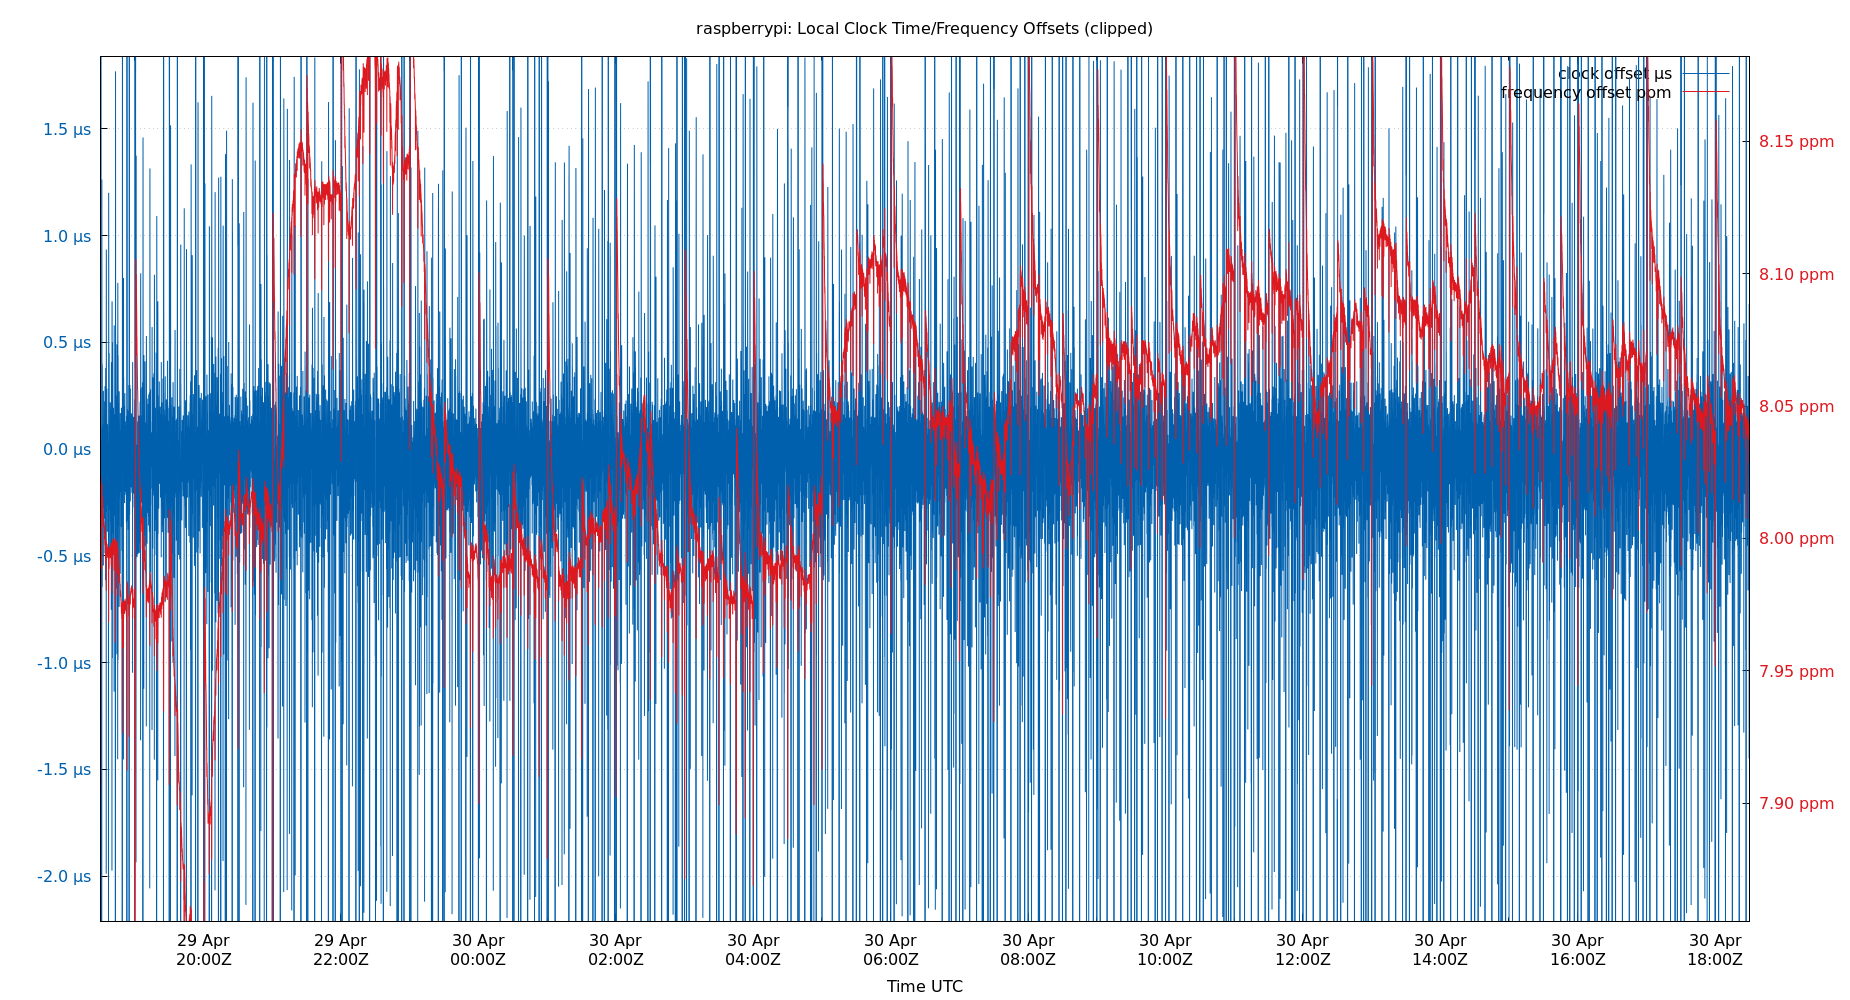 raspberrypi: Local Clock Time/Frequency Offsets (clipped)
clock offset µs
frequency offset ppm
1.5 µs
1.0 µs
0.5 µs
0.0 µs
-0.5 µs
-1.0 µs
-1.5 µs
-2.0 µs
8.15 ppm
8.10 ppm
8.05 ppm
8.00 ppm
7.95 ppm
7.90 ppm
29 Apr 29 Apr 30 Apr 30 Apr 30 Apr 30 Apr 30 Apr 30 Apr 30 Apr 30 Apr 30 Apr 30 Apr
20:00Z 22:00Z 00:00Z 02:00Z 04:00Z 06:00Z 08:00Z 10:00Z 12:00Z 14:00Z 16:00Z 18:00Z
Time UTC